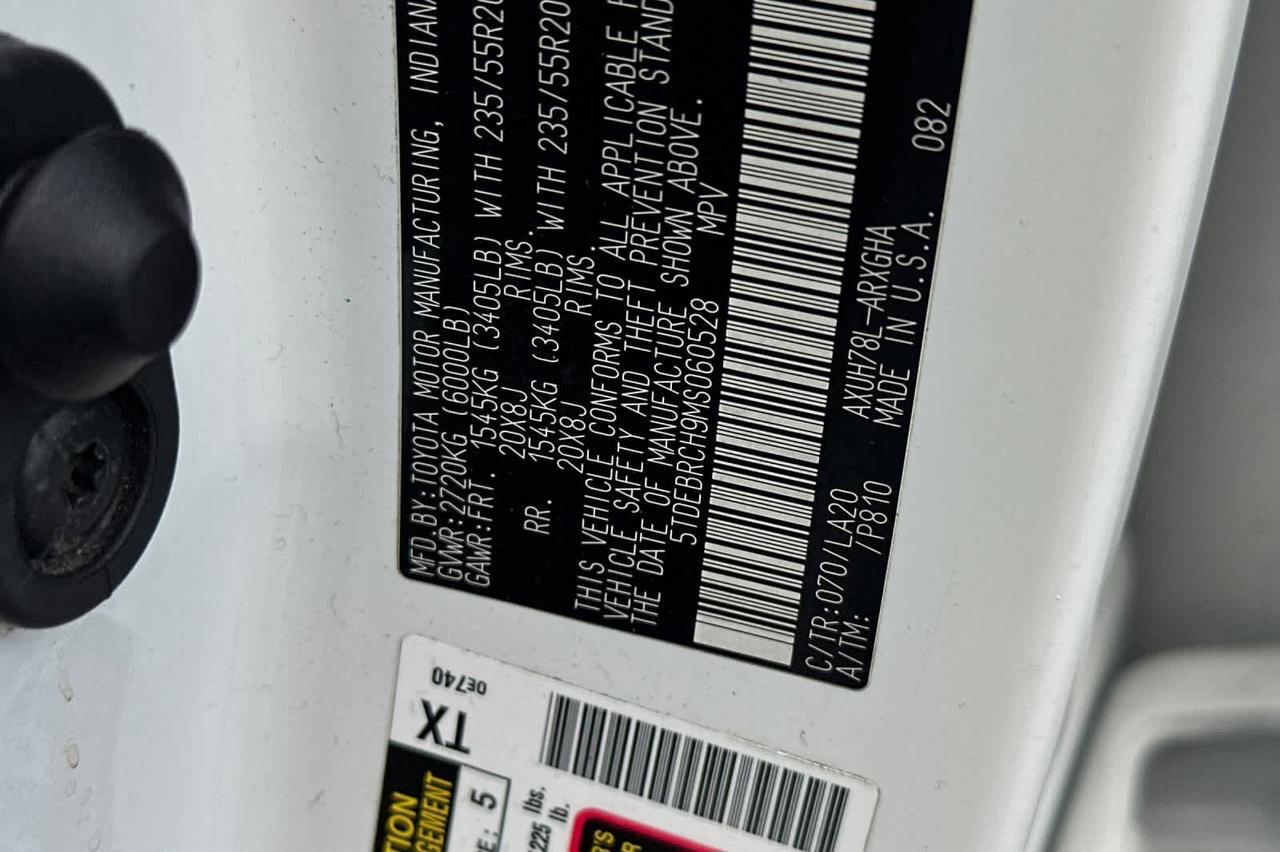 MFD.BY:TOYOTA MOTOR MANUFACTURING, INDIANA
GVWR:2720KG(6000LB)
GAWR:FRT. 1545KG (3405LB) WITH 235/55R20
20X8J RIMS.
RR. 1545KG (3405LB) WITH 235/55R20
20X8J RIMS.
THIS VEHICLE CONFORMS TO ALL APPLICABLE F
VEHICLE SAFETY AND THEFT PREVENTION STAND
THE DATE OF MANUFACTURE SHOWN ABOVE.
5TDEBRCH9MS060528 MPV
C/TR:070/LA20 AXUH78L-ARXGHA
A/TM: /P810 MADE IN U.S.A. 082
0E740
TX
5
225 lbs.
lb.